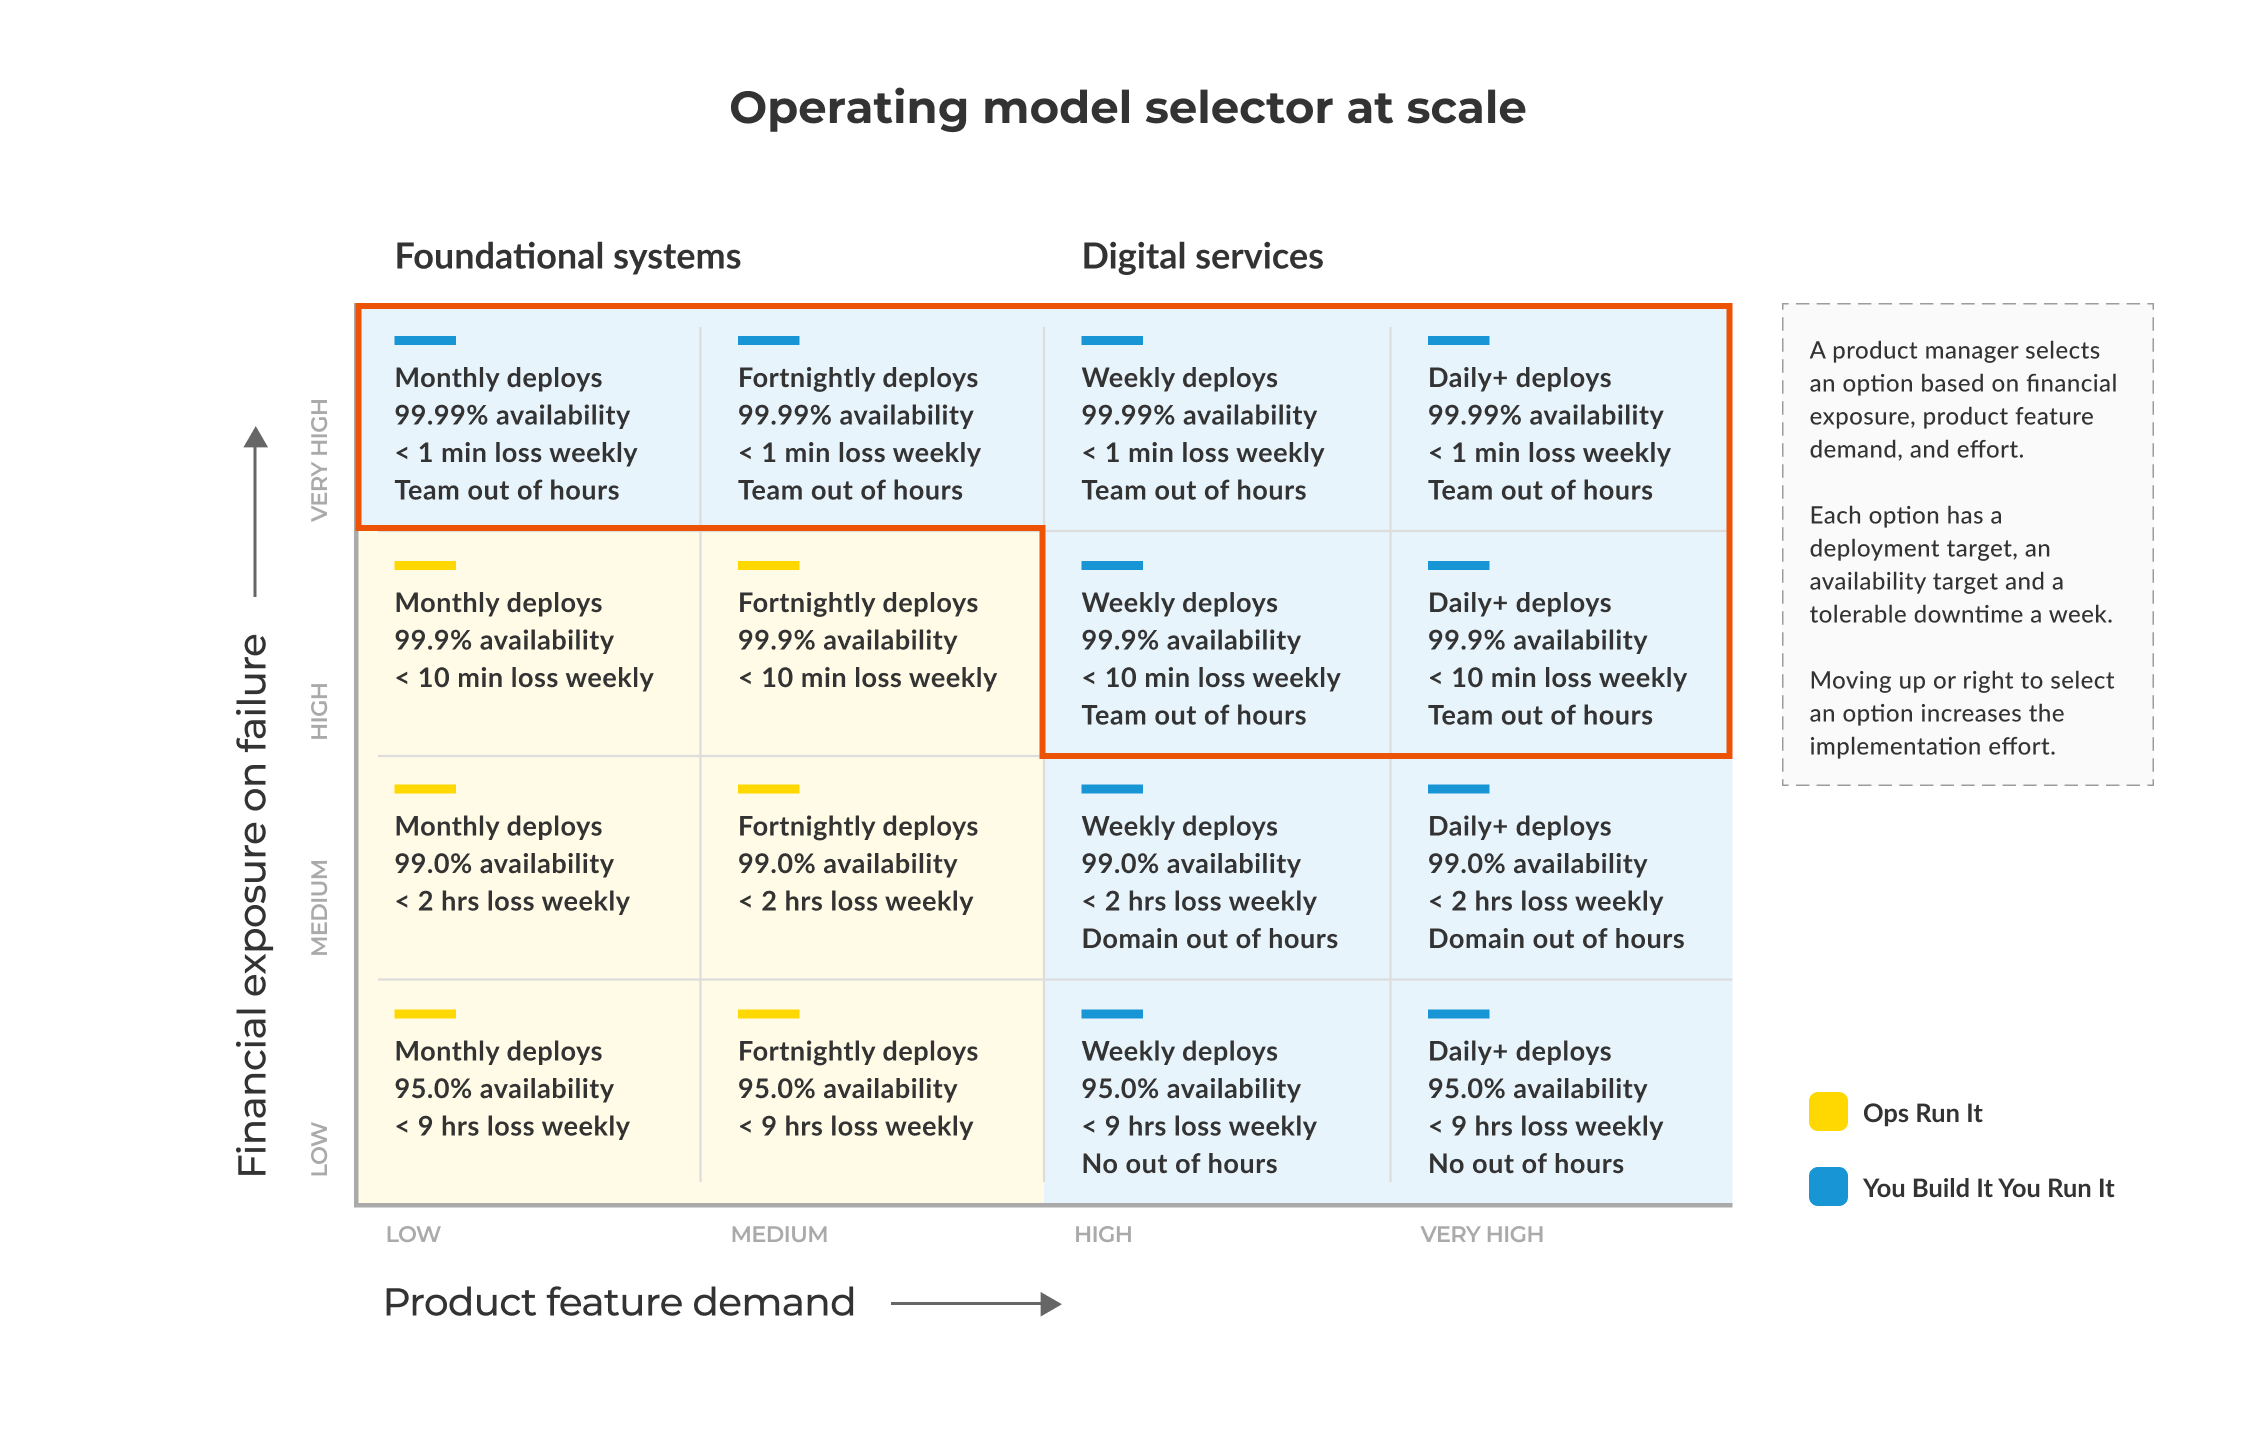 Operating model selector at scale
Foundational systems
Digital services
Financial exposure on failure
VERY HIGH
Monthly deploys
99.99% availability
< 1 min loss weekly
Team out of hours
Fortnightly deploys
99.99% availability
< 1 min loss weekly
Team out of hours
Weekly deploys
99.99% availability
< 1 min loss weekly
Team out of hours
Daily+ deploys
99.99% availability
< 1 min loss weekly
Team out of hours
HIGH
Monthly deploys
99.9% availability
< 10 min loss weekly
Fortnightly deploys
99.9% availability
< 10 min loss weekly
Weekly deploys
99.9% availability
< 10 min loss weekly
Team out of hours
Daily+ deploys
99.9% availability
< 10 min loss weekly
Team out of hours
MEDIUM
Monthly deploys
99.0% availability
< 2 hrs loss weekly
Fortnightly deploys
99.0% availability
< 2 hrs loss weekly
Weekly deploys
99.0% availability
< 2 hrs loss weekly
Domain out of hours
Daily+ deploys
99.0% availability
< 2 hrs loss weekly
Domain out of hours
LOW
Monthly deploys
95.0% availability
< 9 hrs loss weekly
Fortnightly deploys
95.0% availability
< 9 hrs loss weekly
Weekly deploys
95.0% availability
< 9 hrs loss weekly
No out of hours
Daily+ deploys
95.0% availability
< 9 hrs loss weekly
No out of hours
LOW
MEDIUM
HIGH
VERY HIGH
Product feature demand
A product manager selects
an option based on financial
exposure, product feature
demand, and effort.
Each option has a
deployment target, an
availability target and a
tolerable downtime a week.
Moving up or right to select
an option increases the
implementation effort.
Ops Run It
You Build It You Run It